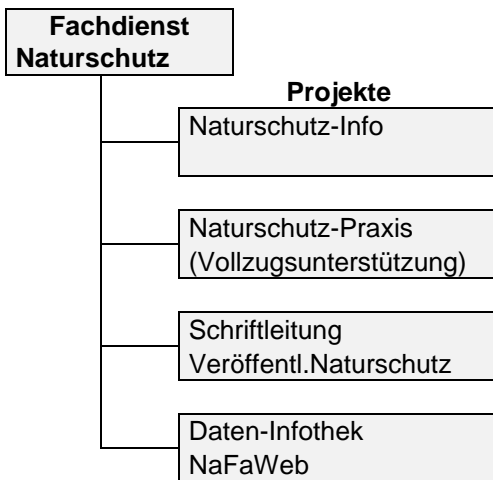 Fachdienst
Naturschutz
Projekte
Naturschutz-Info
Naturschutz-Praxis
(Vollzugsunterstützung)
Schriftleitung
Veröffentl.Naturschutz
Daten-Infothek
NaFaWeb